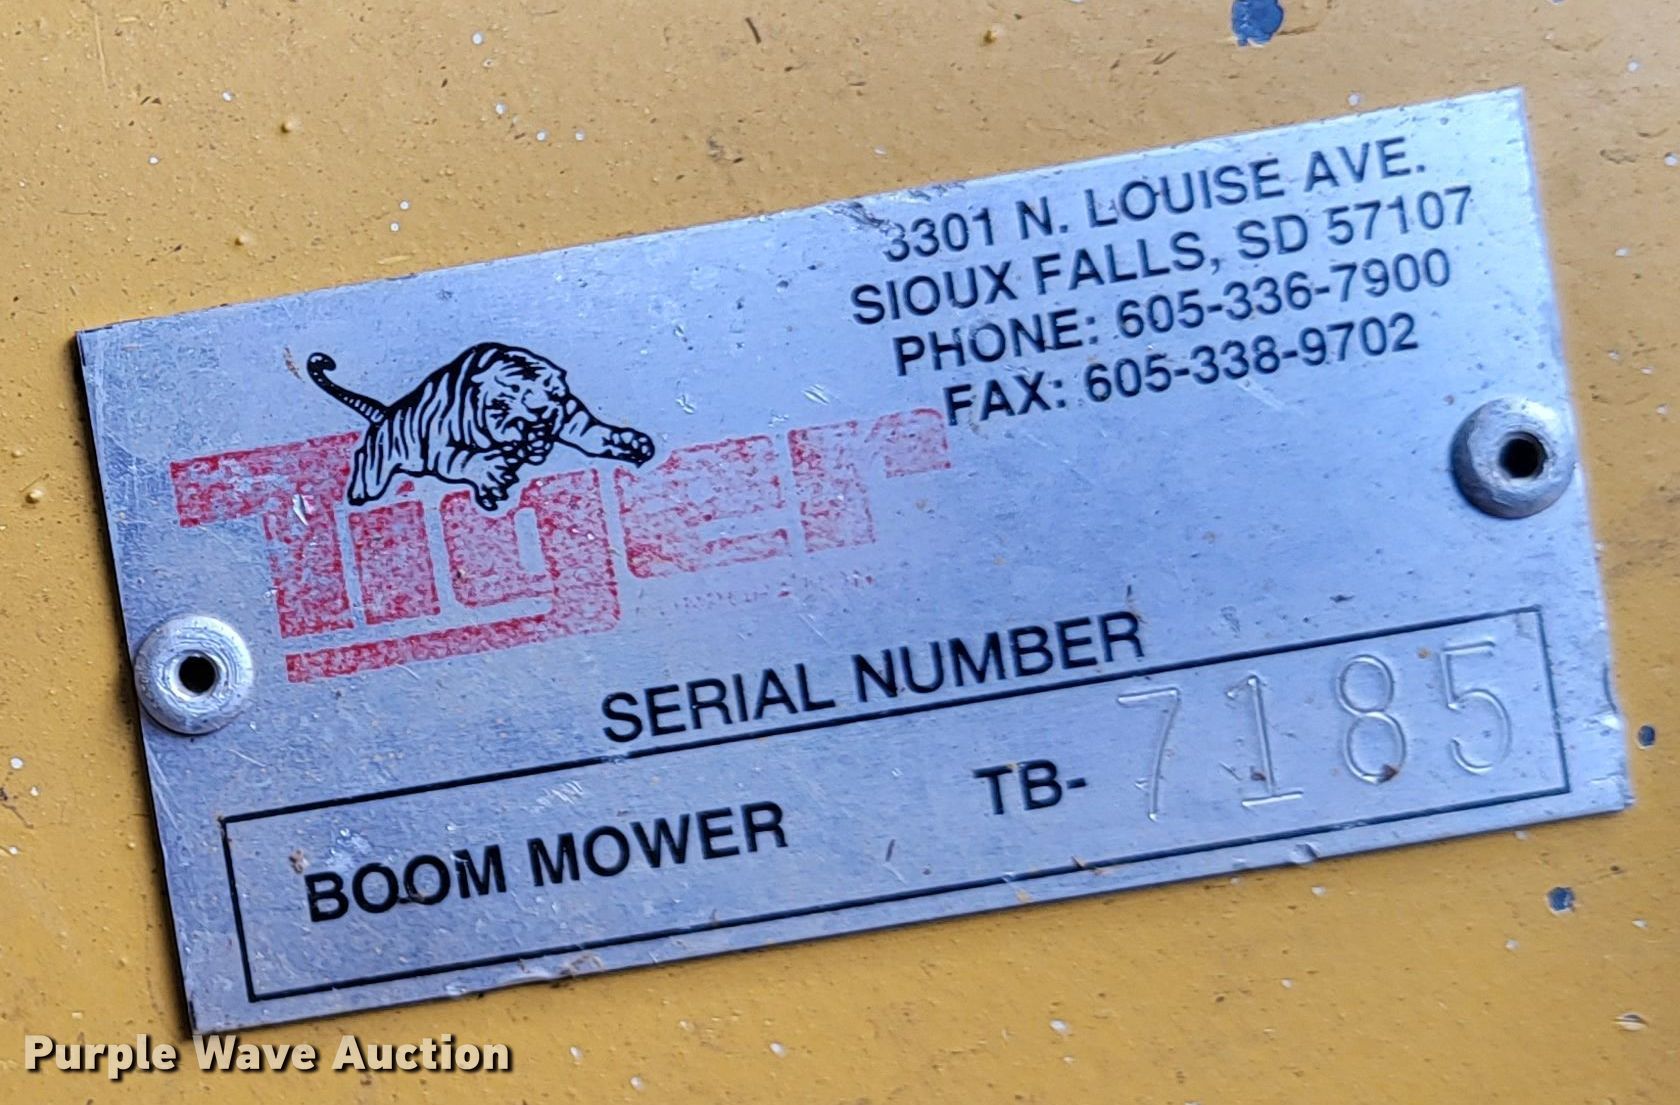 3301 N. LOUISE AVE.
SIOUX FALLS, SD 57107
PHONE: 605-336-7900
FAX: 605-338-9702
Tiger
SERIAL NUMBER
BOOM MOWER TB-7185
Purple Wave Auction